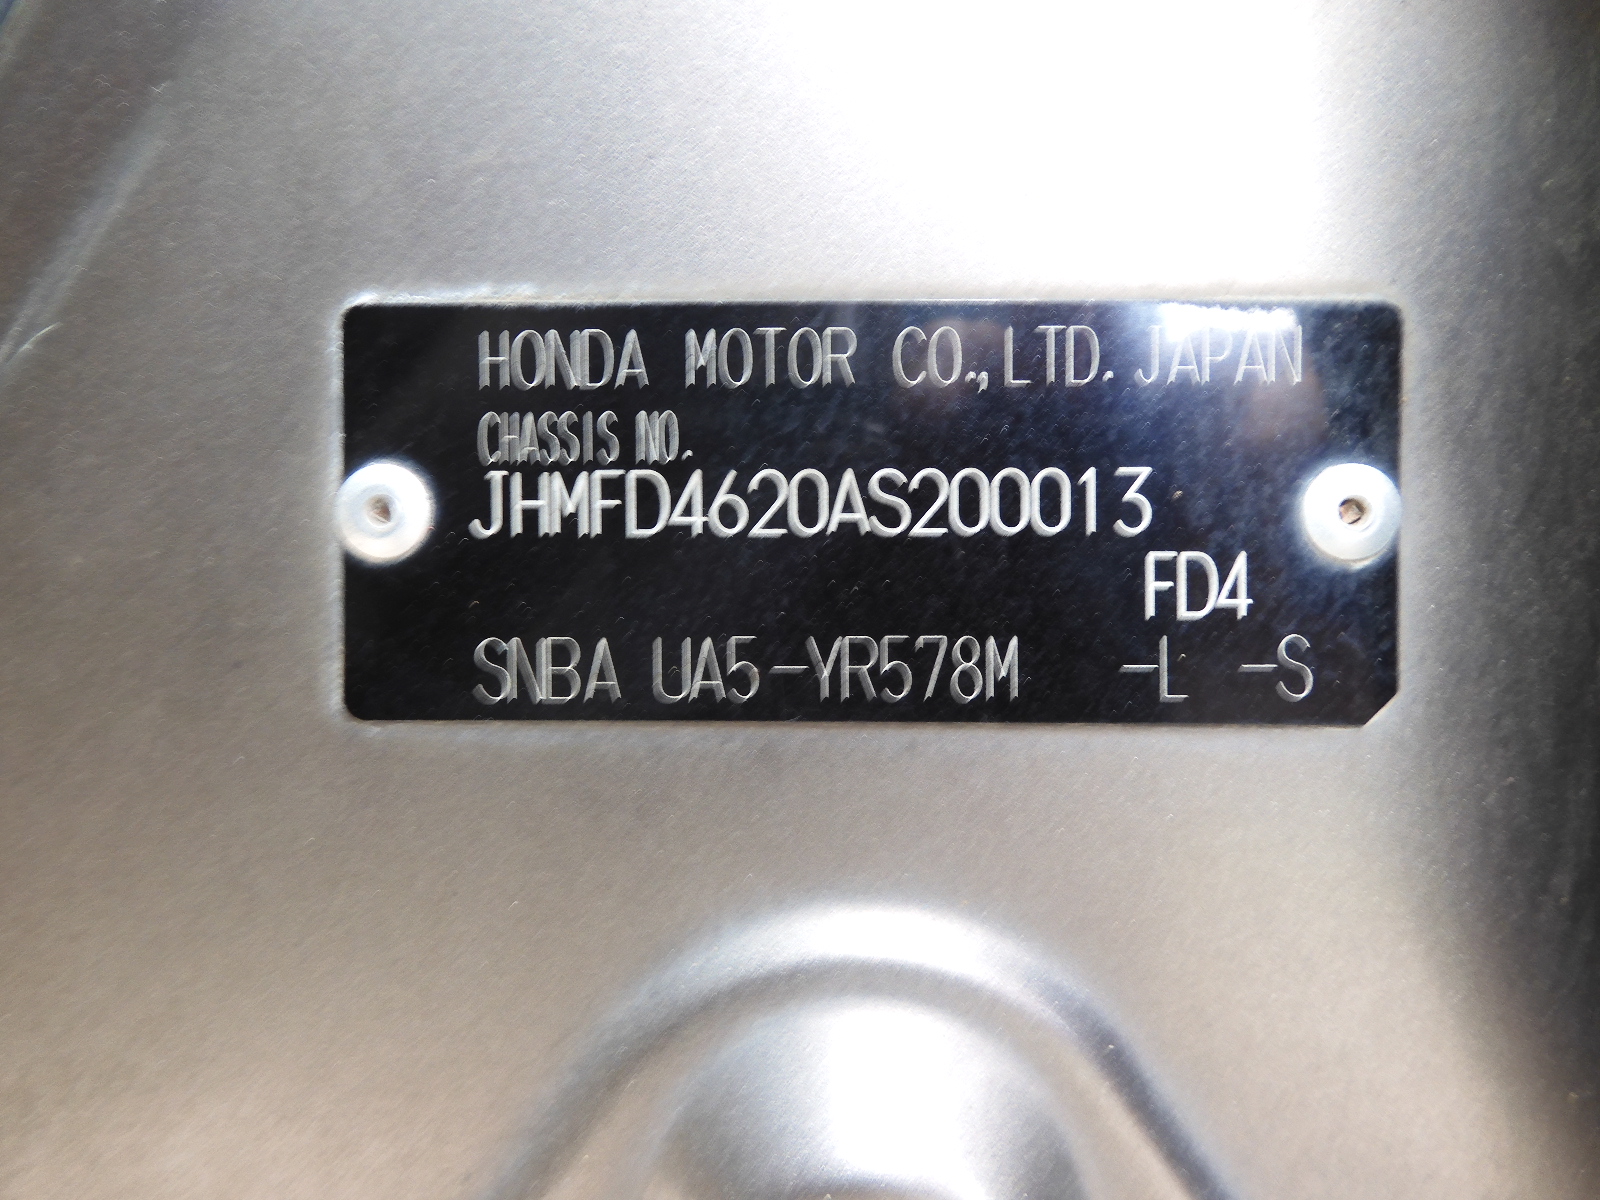 HONDA MOTOR CO.,LTD. JAPAN
CHASSIS NO.
JHMFD4620AS200013
FD4
SNBA UA5-YR578M -L -S